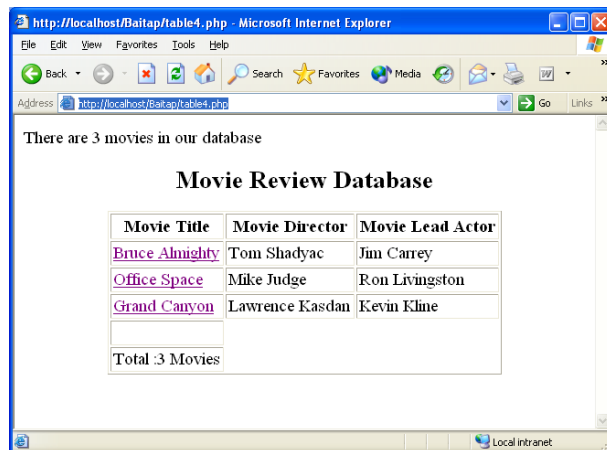 http://localhost/Baitap/table4.php - Microsoft Internet Explorer
File Edit View Favorites Tools Help
Back Search Favorites Media W »
Address http://localhost/Baitap/table4.php Go Links »
There are 3 movies in our database
Movie Review Database
Movie Title Movie Director Movie Lead Actor
Bruce Almighty Tom Shadyac Jim Carrey
Office Space Mike Judge Ron Livingston
Grand Canyon Lawrence Kasdan Kevin Kline
Total :3 Movies
Local intranet